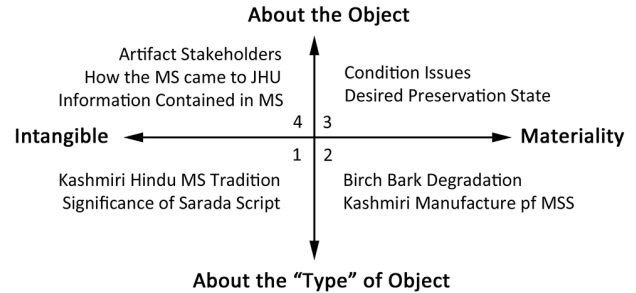 About the Object
Artifact Stakeholders
How the MS came to JHU
Information Contained in MS
Condition Issues
Desired Preservation State
4 3
Intangible
Materiality
1 2
Kashmiri Hindu MS Tradition
Significance of Sarada Script
Birch Bark Degradation
Kashmiri Manufacture pf MSS
About the “Type” of Object